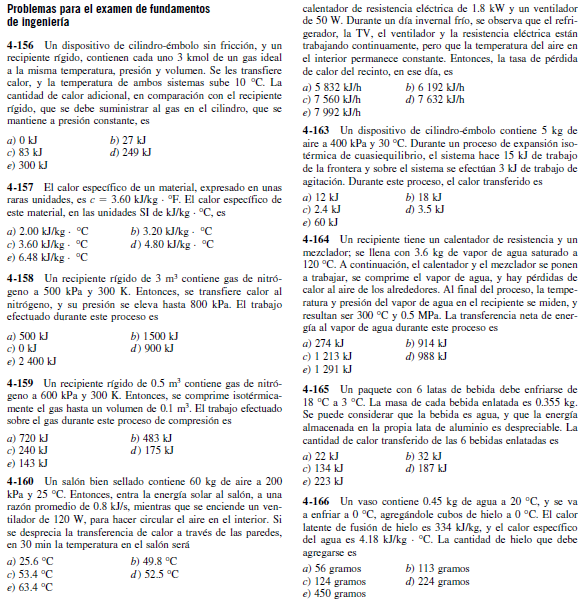 Problemas para el examen de fundamentos
de ingeniería
4-156 Un dispositivo de cilindro-émbolo sin fricción, y un
recipiente rígido, contienen cada uno 3 kmol de un gas ideal
a la misma temperatura, presión y volumen. Se les transfiere
calor, y la temperatura de ambos sistemas sube 10 °C. La
cantidad de calor adicional, en comparación con el recipiente
rígido, que se debe suministrar al gas en el cilindro, que se
mantiene a presión constante, es
a) 0 kJ b) 27 kJ
c) 83 kJ d) 249 kJ
e) 300 kJ
4-157 El calor específico de un material, expresado en unas
raras unidades, es c = 3.60 kJ/kg · °F. El calor específico de
este material, en las unidades SI de kJ/kg · °C, es
a) 2.00 kJ/kg · °C b) 3.20 kJ/kg · °C
c) 3.60 kJ/kg · °C d) 4.80 kJ/kg · °C
e) 6.48 kJ/kg · °C
4-158 Un recipiente rígido de 3 m³ contiene gas de nitró-
geno a 500 kPa y 300 K. Entonces, se transfiere calor al
nitrógeno, y su presión se eleva hasta 800 kPa. El trabajo
efectuado durante este proceso es
a) 500 kJ b) 1500 kJ
c) 0 kJ d) 900 kJ
e) 2 400 kJ
4-159 Un recipiente rígido de 0.5 m³ contiene gas de nitró-
geno a 600 kPa y 300 K. Entonces, se comprime isotérmica-
mente el gas hasta un volumen de 0.1 m³. El trabajo efectuado
sobre el gas durante este proceso de compresión es
a) 720 kJ b) 483 kJ
c) 240 kJ d) 175 kJ
e) 143 kJ
4-160 Un salón bien sellado contiene 60 kg de aire a 200
kPa y 25 °C. Entonces, entra la energía solar al salón, a una
razón promedio de 0.8 kJ/s, mientras que se enciende un ven-
tilador de 120 W, para hacer circular el aire en el interior. Si
se desprecia la transferencia de calor a través de las paredes,
en 30 min la temperatura en el salón será
a) 25.6 °C b) 49.8 °C
c) 53.4 °C d) 52.5 °C
e) 63.4 °C
calentador de resistencia eléctrica de 1.8 kW y un ventilador
de 50 W. Durante un día invernal frío, se observa que el refri-
gerador, la TV, el ventilador y la resistencia eléctrica están
trabajando continuamente, pero que la temperatura del aire en
el interior permanece constante. Entonces, la tasa de pérdida
de calor del recinto, en ese día, es
a) 5 832 kJ/h b) 6 192 kJ/h
c) 7 560 kJ/h d) 7 632 kJ/h
e) 7 992 kJ/h
4-163 Un dispositivo de cilindro-émbolo contiene 5 kg de
aire a 400 kPa y 30 °C. Durante un proceso de expansión iso-
térmica de cuasiequilibrio, el sistema hace 15 kJ de trabajo
de la frontera y sobre el sistema se efectúan 3 kJ de trabajo de
agitación. Durante este proceso, el calor transferido es
a) 12 kJ b) 18 kJ
c) 2.4 kJ d) 3.5 kJ
e) 60 kJ
4-164 Un recipiente tiene un calentador de resistencia y un
mezclador; se llena con 3.6 kg de vapor de agua saturado a
120 °C. A continuación, el calentador y el mezclador se ponen
a trabajar, se comprime el vapor de agua, y hay pérdidas de
calor al aire de los alrededores. Al final del proceso, la tempe-
ratura y presión del vapor de agua en el recipiente se miden, y
resultan ser 300 °C y 0.5 MPa. La transferencia neta de ener-
gía al vapor de agua durante este proceso es
a) 274 kJ b) 914 kJ
c) 1 213 kJ d) 988 kJ
e) 1 291 kJ
4-165 Un paquete con 6 latas de bebida debe enfriarse de
18 °C a 3 °C. La masa de cada bebida enlatada es 0.355 kg.
Se puede considerar que la bebida es agua, y que la energía
almacenada en la propia lata de aluminio es despreciable. La
cantidad de calor transferido de las 6 bebidas enlatadas es
a) 22 kJ b) 32 kJ
c) 134 kJ d) 187 kJ
e) 223 kJ
4-166 Un vaso contiene 0.45 kg de agua a 20 °C, y se va
a enfriar a 0 °C, agregándole cubos de hielo a 0 °C. El calor
latente de fusión de hielo es 334 kJ/kg, y el calor específico
del agua es 4.18 kJ/kg · °C. La cantidad de hielo que debe
agregarse es
a) 56 gramos b) 113 gramos
c) 124 gramos d) 224 gramos
e) 450 gramos